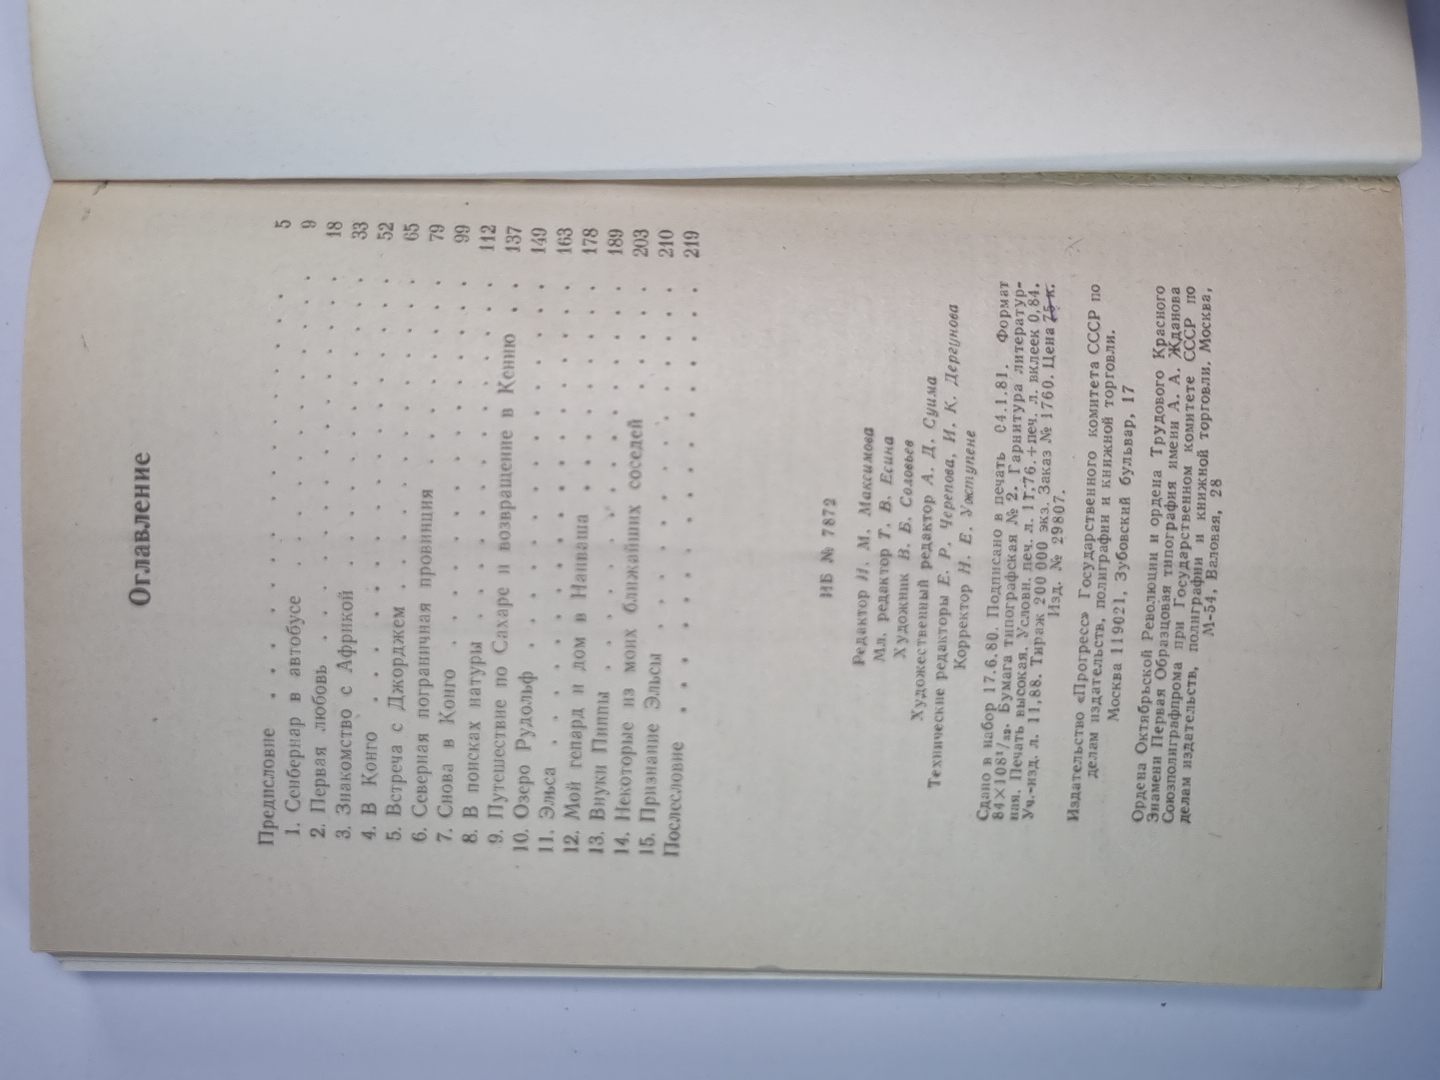 Оглавление
Предисловие . . . . . . . . . . . . . . . . 5
1. Сенбернар в автобусе . . . . . . . . . . 9
2. Первая любовь . . . . . . . . . . . . . 18
3. Знакомство с Африкой . . . . . . . . . . 33
4. В Конго . . . . . . . . . . . . . . . . 52
5. Встреча с Джорджем . . . . . . . . . . . 65
6. Северная пограничная провинция . . . . . 79
7. Снова в Конго . . . . . . . . . . . . . 99
8. В поисках натуры . . . . . . . . . . . . 112
9. Путешествие по Сахаре и возвращение в Кению . . 137
10. Озеро Рудольф . . . . . . . . . . . . . 149
11. Эльса . . . . . . . . . . . . . . . . . 163
12. Мой гепард и дом в Найваша . . . . . . . 178
13. Внуки Пиппы . . . . . . . . . . . . . . 189
14. Некоторые из моих ближайших соседей . . . 203
15. Признание Эльсы . . . . . . . . . . . . 210
Послесловие . . . . . . . . . . . . . . . . 219
ИБ № 7872
Редактор Н. М. Максимова
Мл. редактор Т. В. Есина
Художник В. Б. Соловьев
Художественный редактор А. Д. Суима
Технические редакторы Е. Р. Черепова, И. К. Дергунова
Корректор Н. Е. Ужтупене
Сдано в набор 17.6.80. Подписано в печать С4.1.81. Формат
84×108¹/₃₂. Бумага типографская № 2. Гарнитура литератур-
ная. Печать высокая. Условн. печ. л. 11,76.+печ. л. вклеек 0,84.
Уч.-изд. л. 11,88. Тираж 200 000 экз. Заказ № 1760. Цена 75 к.
Изд. № 29807.
Издательство «Прогресс» Государственного комитета СССР по
делам издательств, полиграфии и книжной торговли.
Москва 119021, Зубовский бульвар, 17
Ордена Октябрьской Революции и ордена Трудового Красного
Знамени Первая Образцовая типография имени А. А. Жданова
Союзполиграфпрома при Государственном комитете СССР по
делам издательств, полиграфии и книжной торговли. Москва,
М-54, Валовая, 28